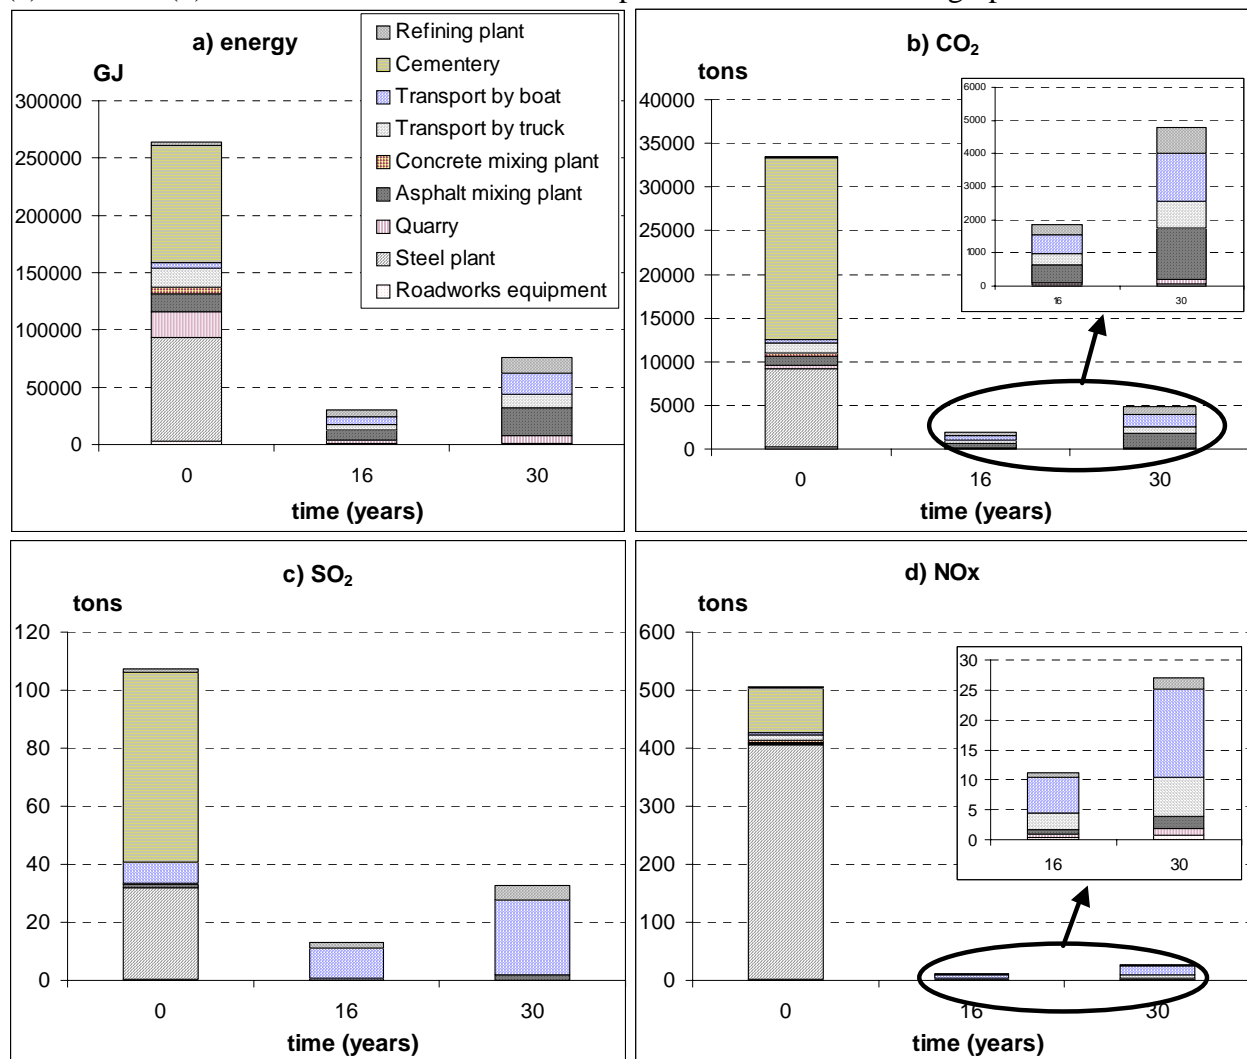 a) energy
GJ
300000
250000
200000
150000
100000
50000
0
0 16 30
time (years)
Refining plant
Cementery
Transport by boat
Transport by truck
Concrete mixing plant
Asphalt mixing plant
Quarry
Steel plant
Roadworks equipment
b) CO₂
tons
40000
35000
30000
25000
20000
15000
10000
5000
0
0 16 30
time (years)
6000
5000
4000
3000
2000
1000
0
16 30
c) SO₂
tons
120
100
80
60
40
20
0
0 16 30
time (years)
d) NOx
tons
600
500
400
300
200
100
0
0 16 30
time (years)
30
25
20
15
10
5
0
16 30